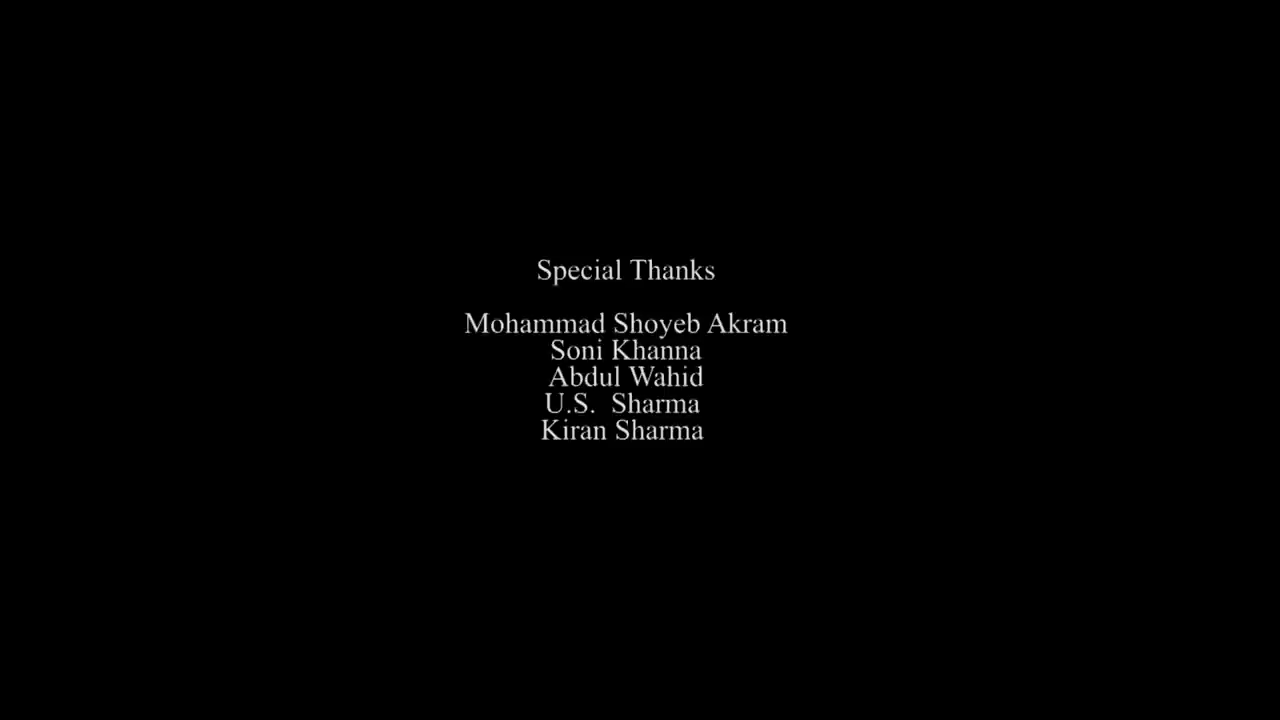 Special Thanks
Mohammad Shoyeb Akram
Soni Khanna
Abdul Wahid
U.S.  Sharma
Kiran Sharma